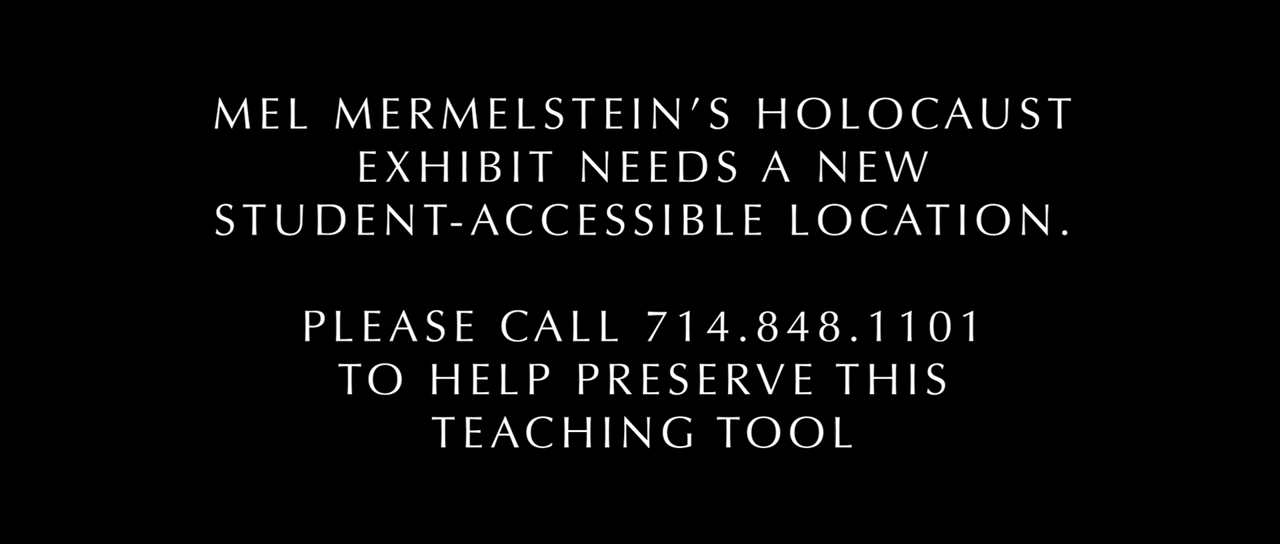 MEL MERMELSTEIN’S HOLOCAUST
EXHIBIT NEEDS A NEW
STUDENT-ACCESSIBLE LOCATION.
PLEASE CALL 714.848.1101
TO HELP PRESERVE THIS
TEACHING TOOL